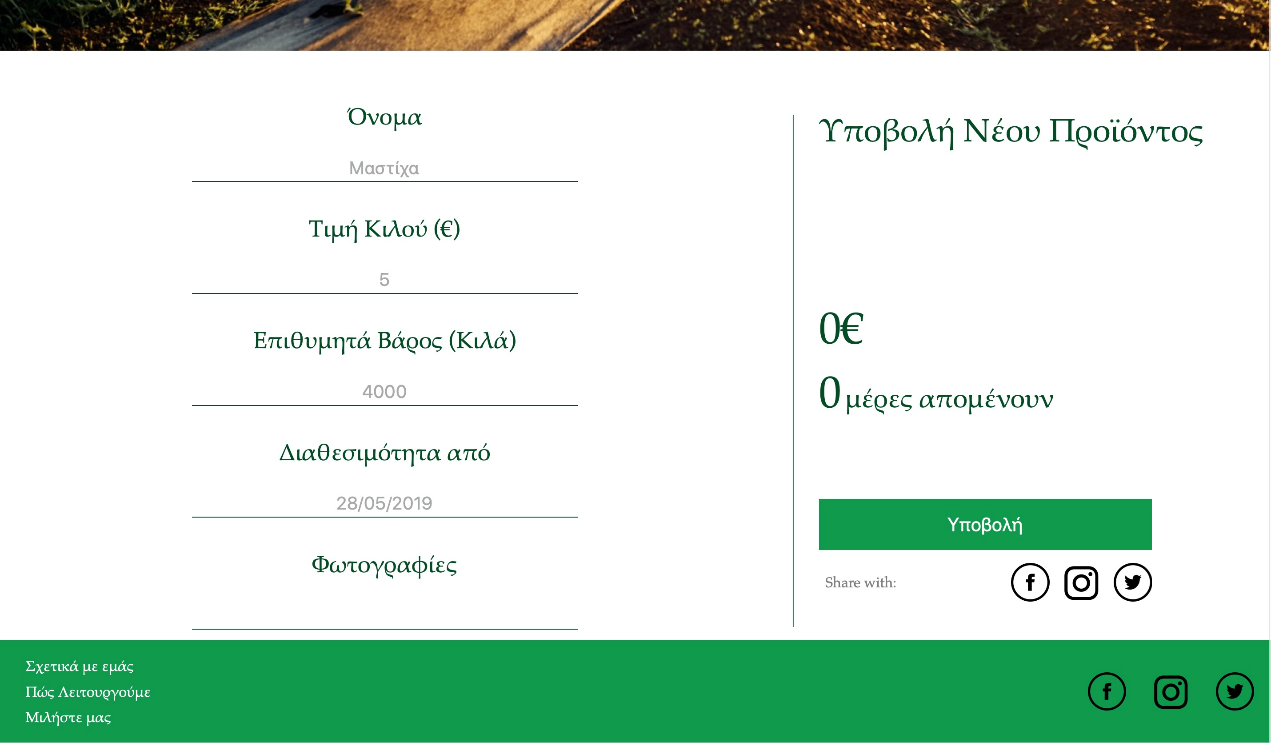 Όνομα
Μαστίχα
Τιμή Κιλού (€)
5
Επιθυμητά Βάρος (Κιλά)
4000
Διαθεσιμότητα από
28/05/2019
Φωτογραφίες
Υποβολή Νέου Προϊόντος
0€
0 μέρες απομένουν
Υποβολή
Share with:
Σχετικά με εμάς
Πώς Λειτουργούμε
Μιλήστε μας